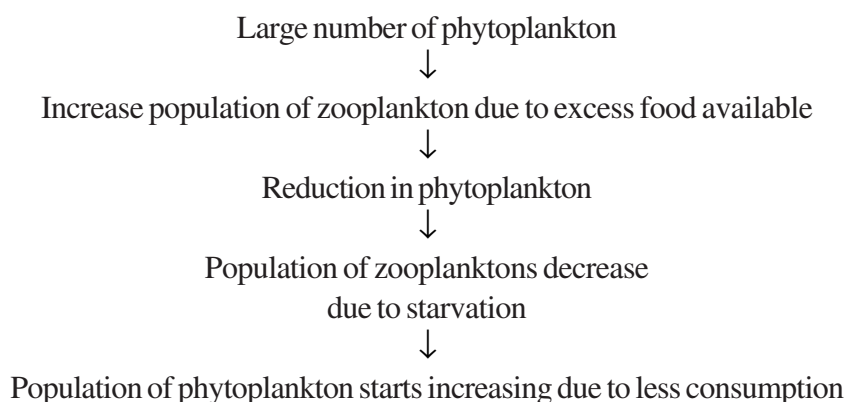 Large number of phytoplankton
↓
Increase population of zooplankton due to excess food available
↓
Reduction in phytoplankton
↓
Population of zooplanktons decrease
due to starvation
↓
Population of phytoplankton starts increasing due to less consumption